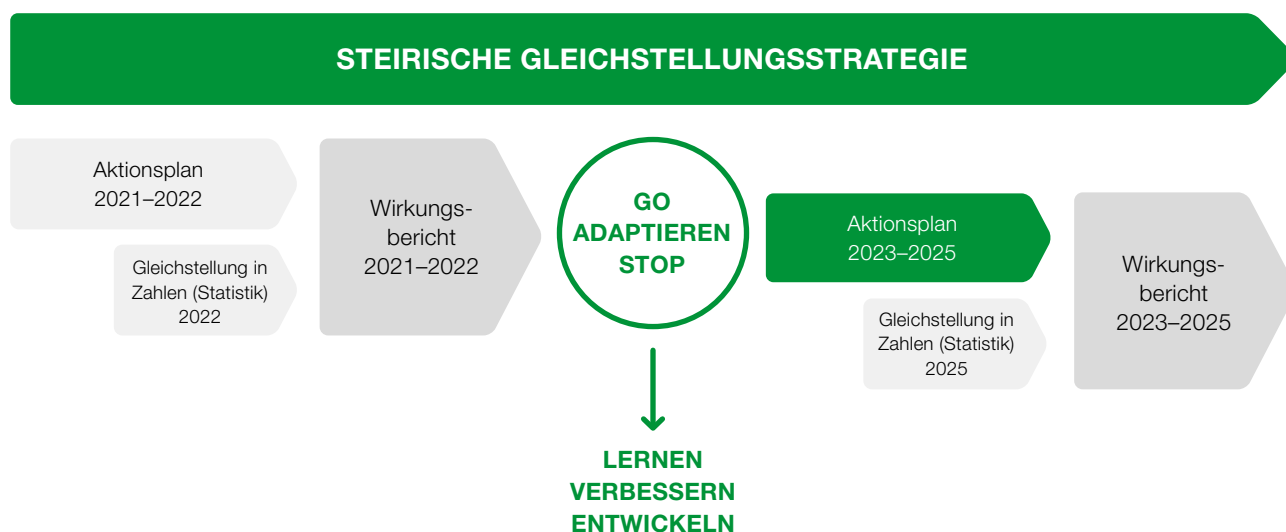 STEIRISCHE GLEICHSTELLUNGSSTRATEGIE
Aktionsplan
2021–2022
Gleichstellung in
Zahlen (Statistik)
2022
Wirkungs-
bericht
2021–2022
GO
ADAPTIEREN
STOP
LERNEN
VERBESSERN
ENTWICKELN
Aktionsplan
2023–2025
Gleichstellung in
Zahlen (Statistik)
2025
Wirkungs-
bericht
2023–2025